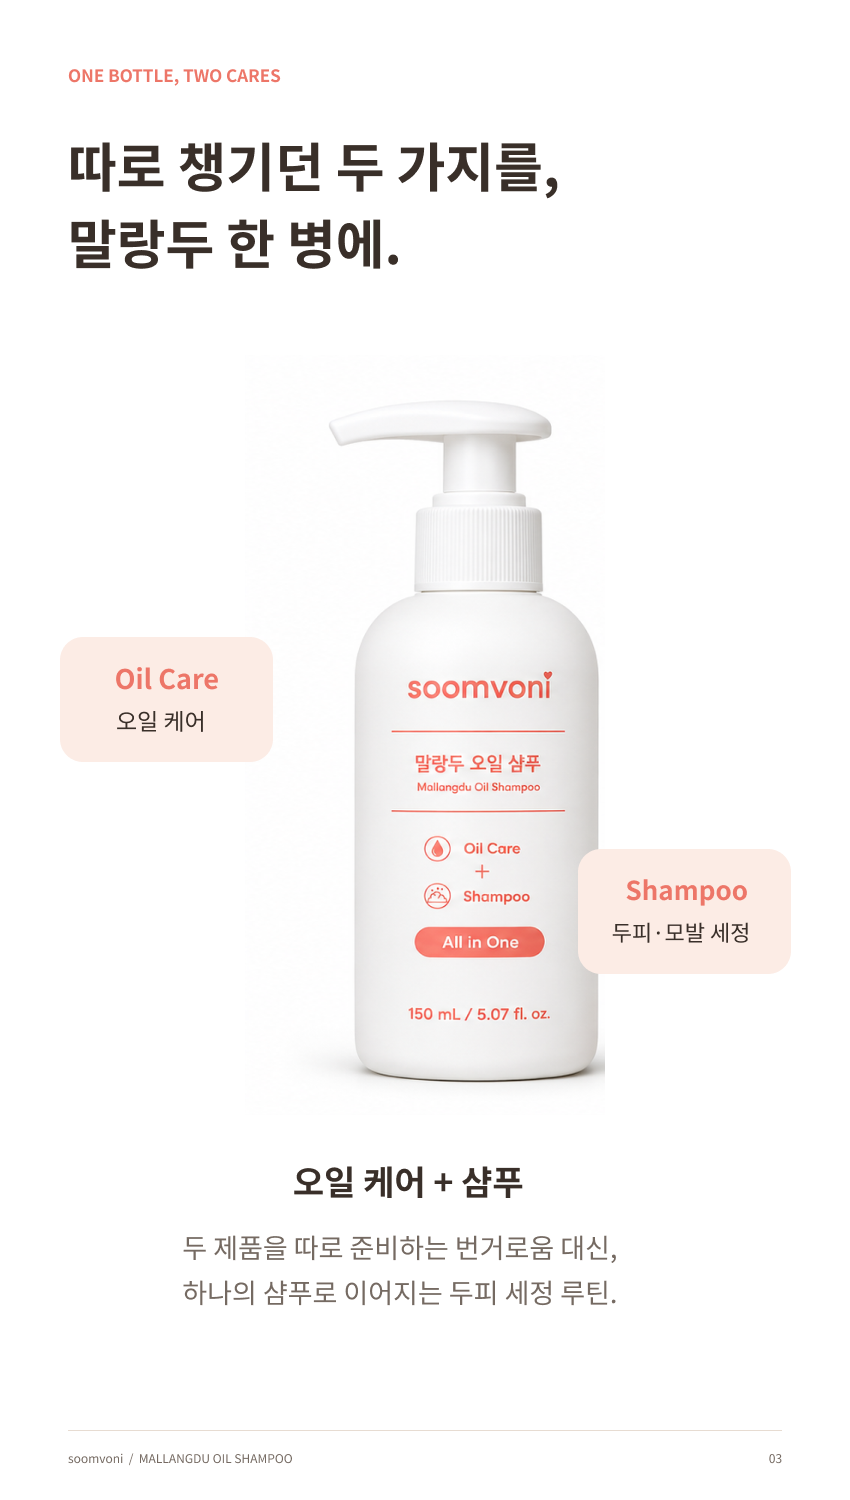 ONE BOTTLE, TWO CARES
따로 챙기던 두 가지를,
말랑두 한 병에.
soomvoni
말랑두 오일 샴푸
Mallangdu Oil Shampoo
Oil Care
+
Shampoo
All in One
150 mL / 5.07 fl. oz.
Oil Care
오일 케어
Shampoo
두피·모발 세정
오일 케어 + 샴푸
두 제품을 따로 준비하는 번거로움 대신,
하나의 샴푸로 이어지는 두피 세정 루틴.
soomvoni / MALLANGDU OIL SHAMPOO
03